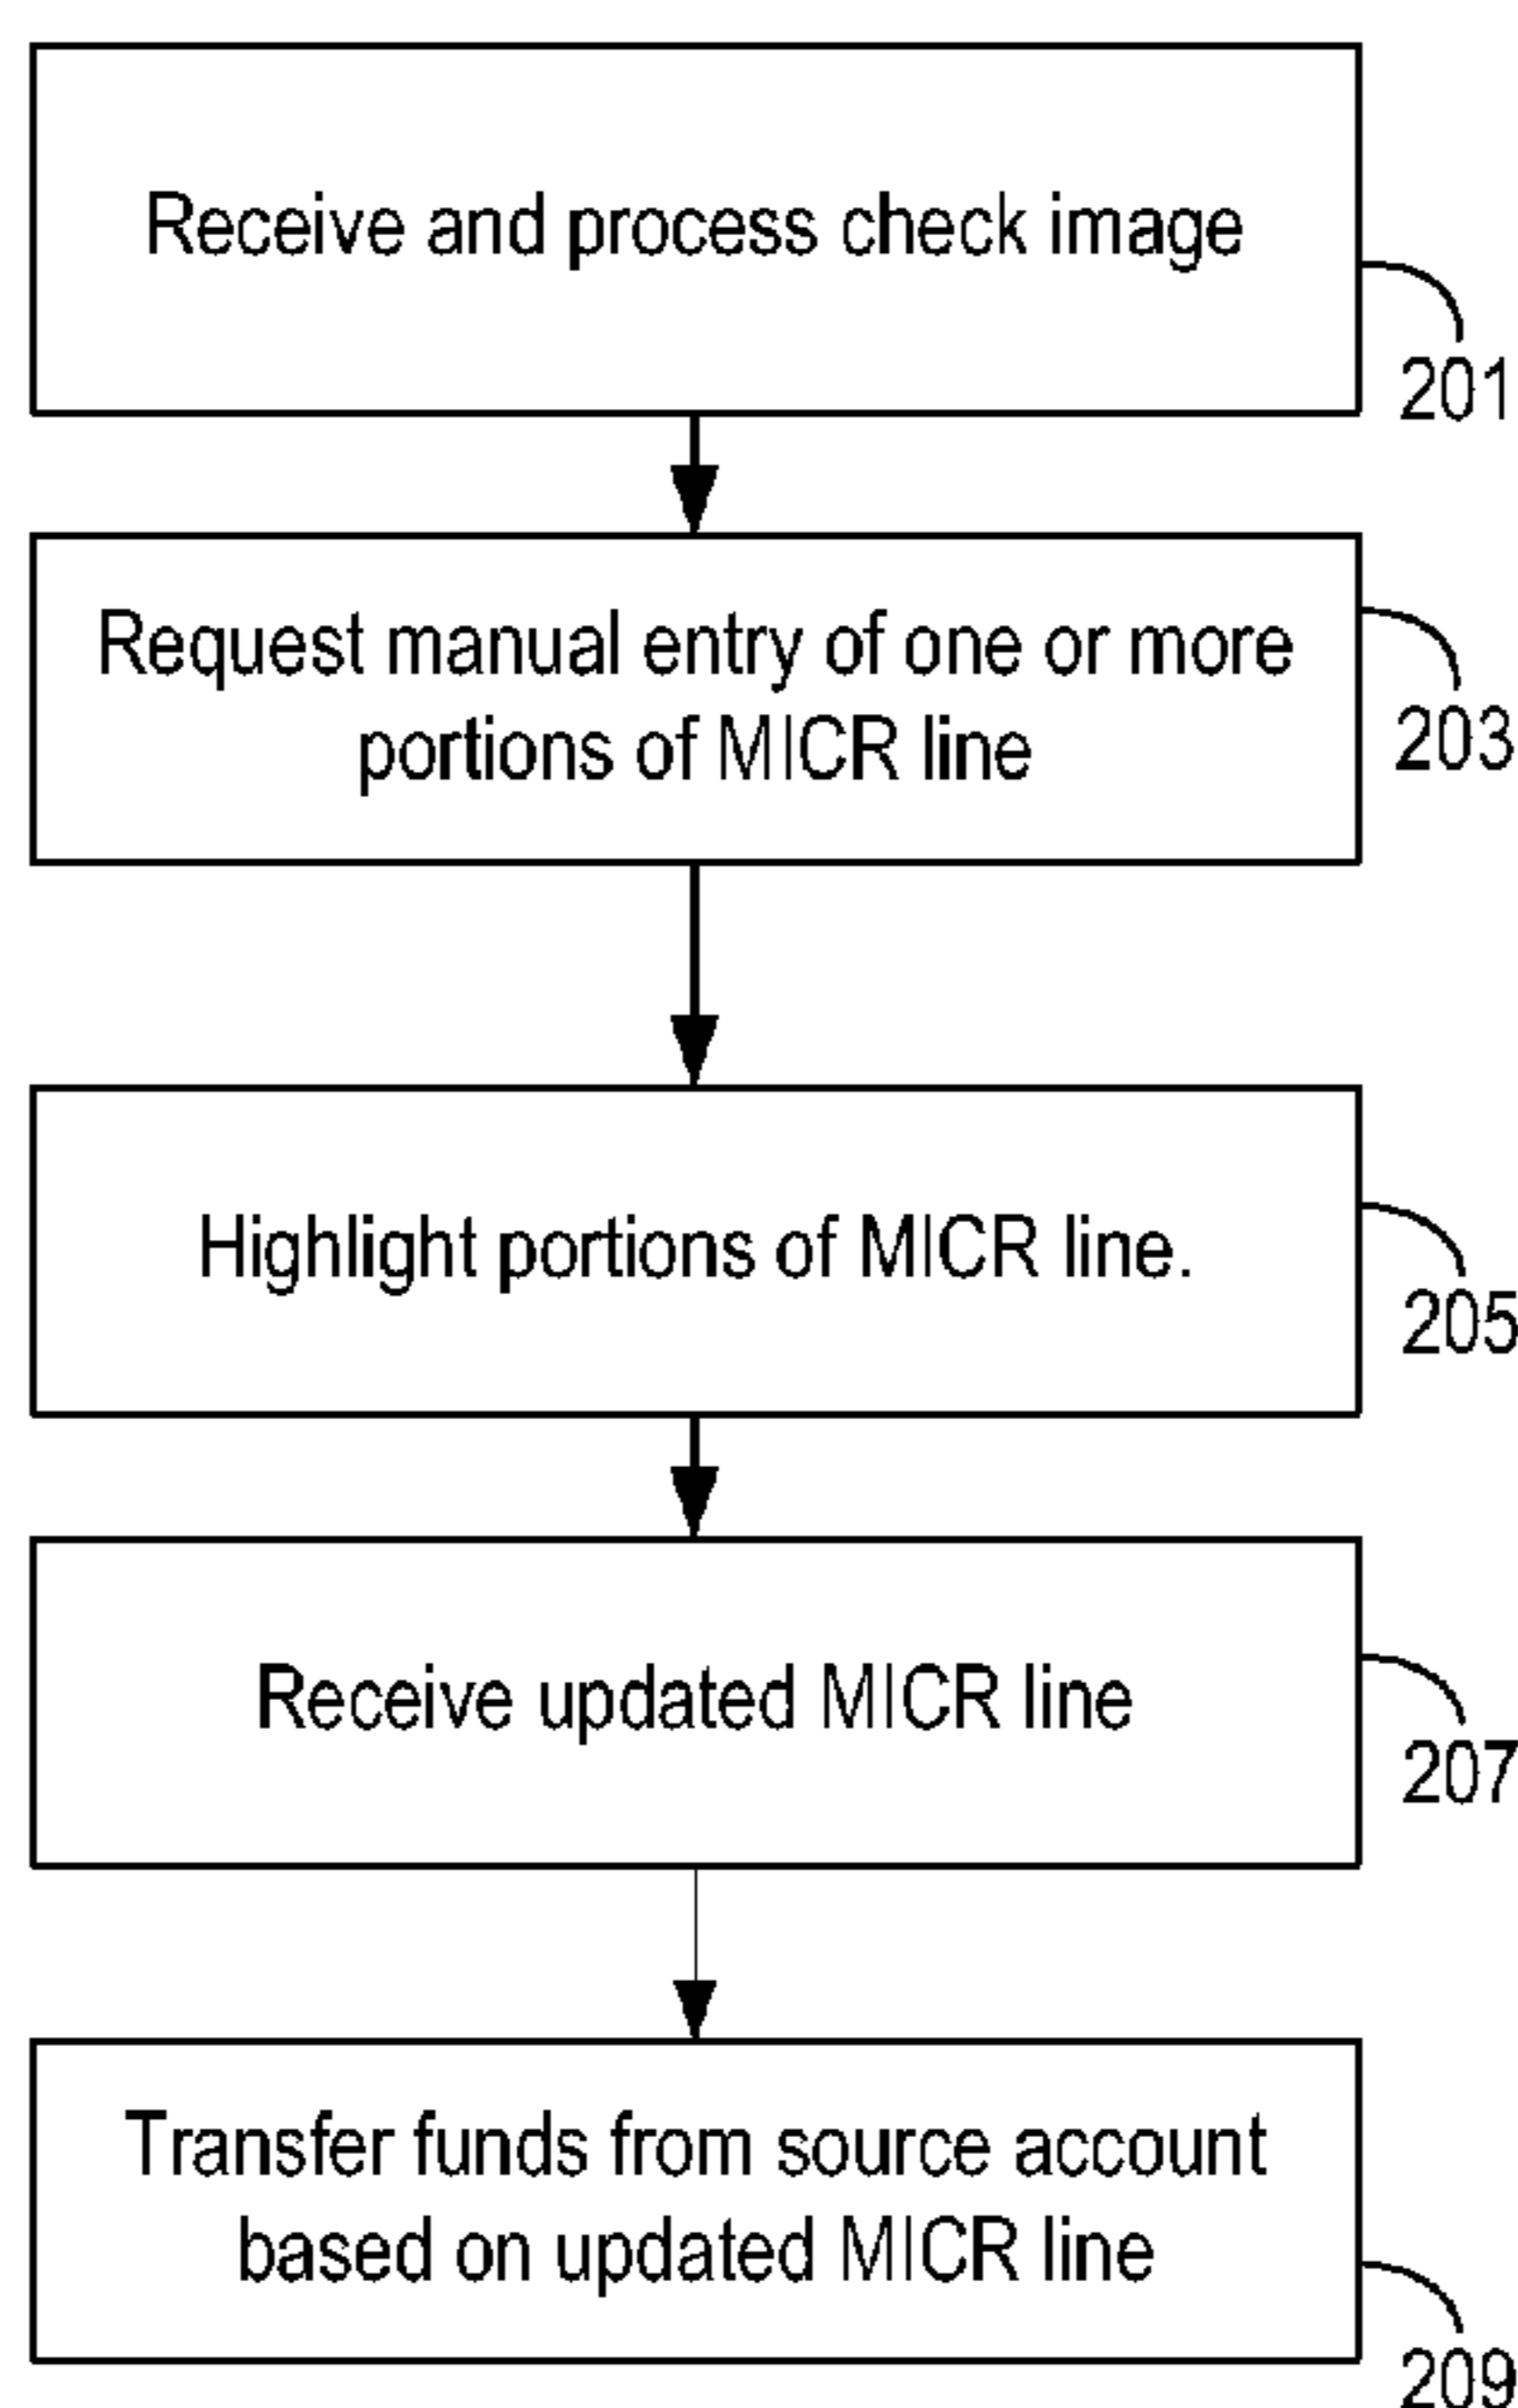 Receive and process check image
201
Request manual entry of one or more
portions of MICR line
203
Highlight portions of MICR line.
205
Receive updated MICR line
207
Transfer funds from source account
based on updated MICR line
209